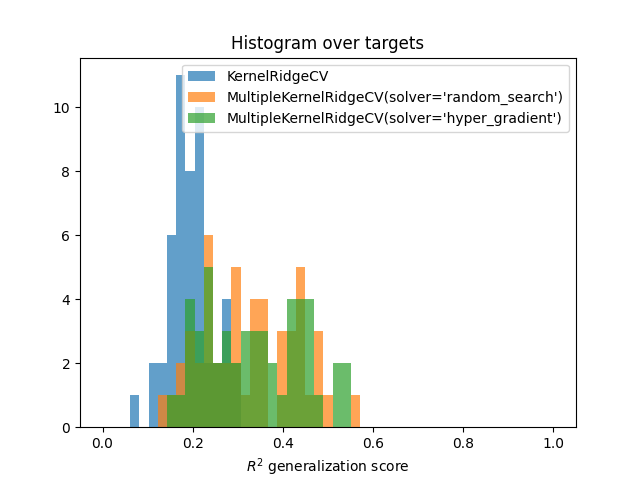 Histogram over targets
KernelRidgeCV
MultipleKernelRidgeCV(solver='random_search')
MultipleKernelRidgeCV(solver='hyper_gradient')
10
8
6
4
2
0
0.0 0.2 0.4 0.6 0.8 1.0
R² generalization score